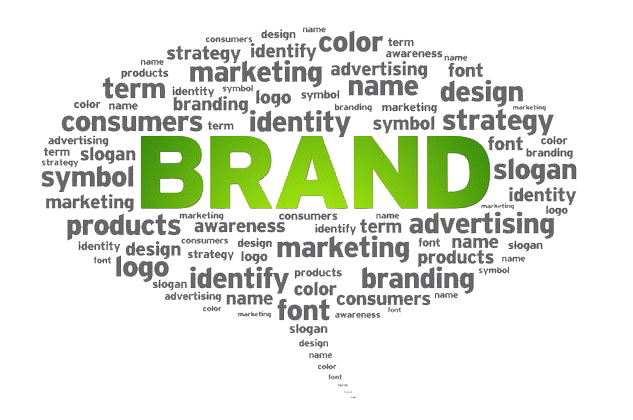 name
consumers design color term
strategy identify awareness name
name products marketing advertising font
term identity symbol logo symbol name design
color name branding branding marketing marketing
consumers term identity symbol strategy
advertising font color
term slogan branding
strategy BRAND slogan
symbol identity
marketing marketing logo
products marketing awareness consumers identify name term advertising
identity design consumers strategy design logo marketing font name slogan
font logo products name
slogan identify products branding symbol
advertising name color consumers name
color marketing font awareness font
slogan
design
name
color
font